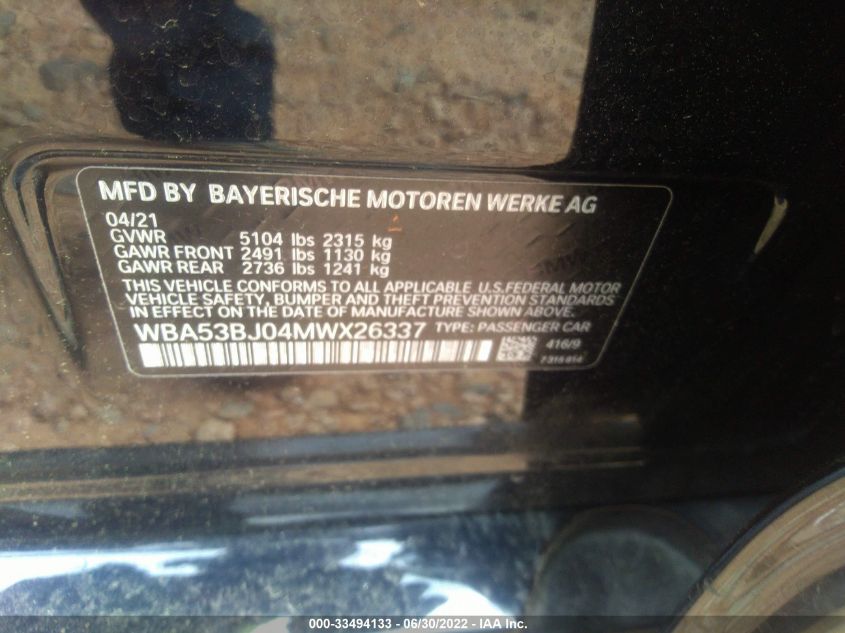 MFD BY BAYERISCHE MOTOREN WERKE AG
04/21
GVWR 5104 lbs 2315 kg
GAWR FRONT 2491 lbs 1130 kg
GAWR REAR 2736 lbs 1241 kg
THIS VEHICLE CONFORMS TO ALL APPLICABLE U.S.FEDERAL MOTOR
VEHICLE SAFETY, BUMPER AND THEFT PREVENTION STANDARDS
IN EFFECT ON THE DATE OF MANUFACTURE SHOWN ABOVE.
WBA53BJ04MWX26337 TYPE: PASSENGER CAR
416/9
000-33494133 - 06/30/2022 - IAA Inc.